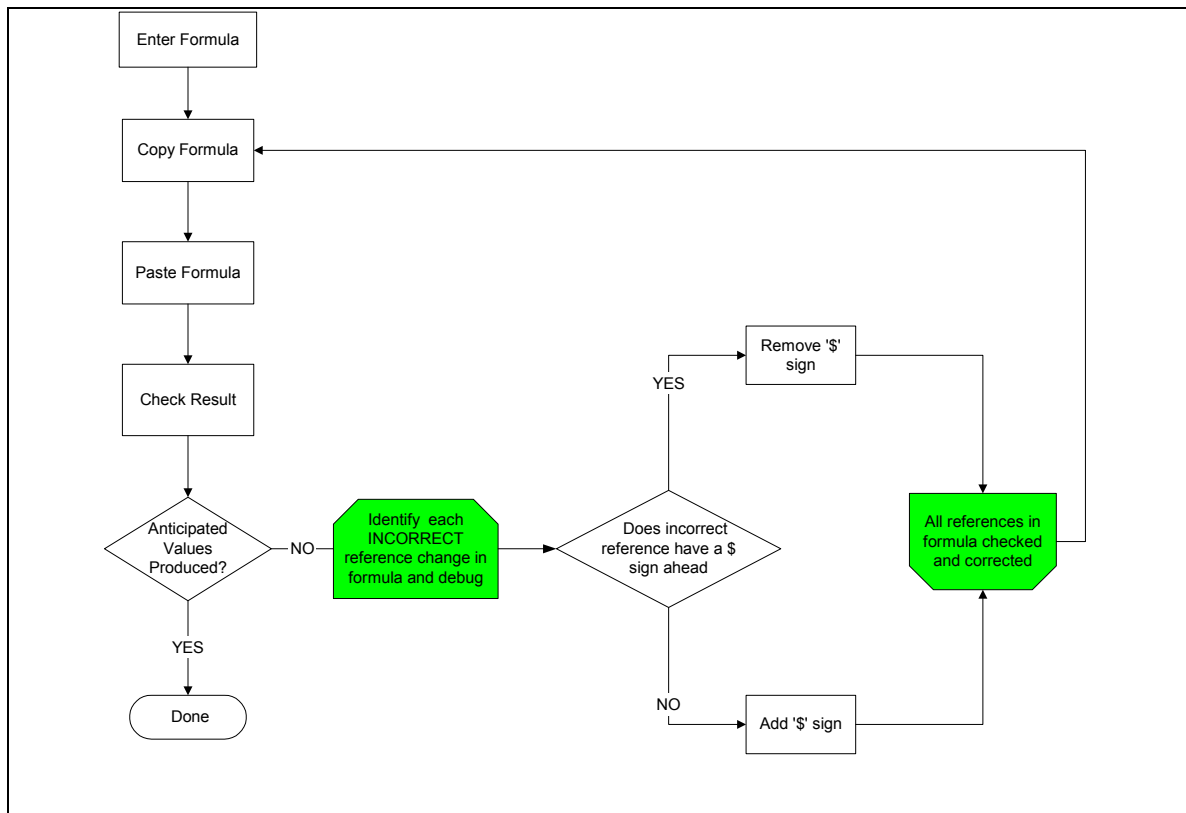 Enter Formula
Copy Formula
Paste Formula
Check Result
Anticipated
Values
Produced?
YES
Done
NO
Identify each
INCORRECT
reference change in
formula and debug
Does incorrect
reference have a $
sign ahead
YES
Remove '$'
sign
NO
Add '$' sign
All references in
formula checked
and corrected